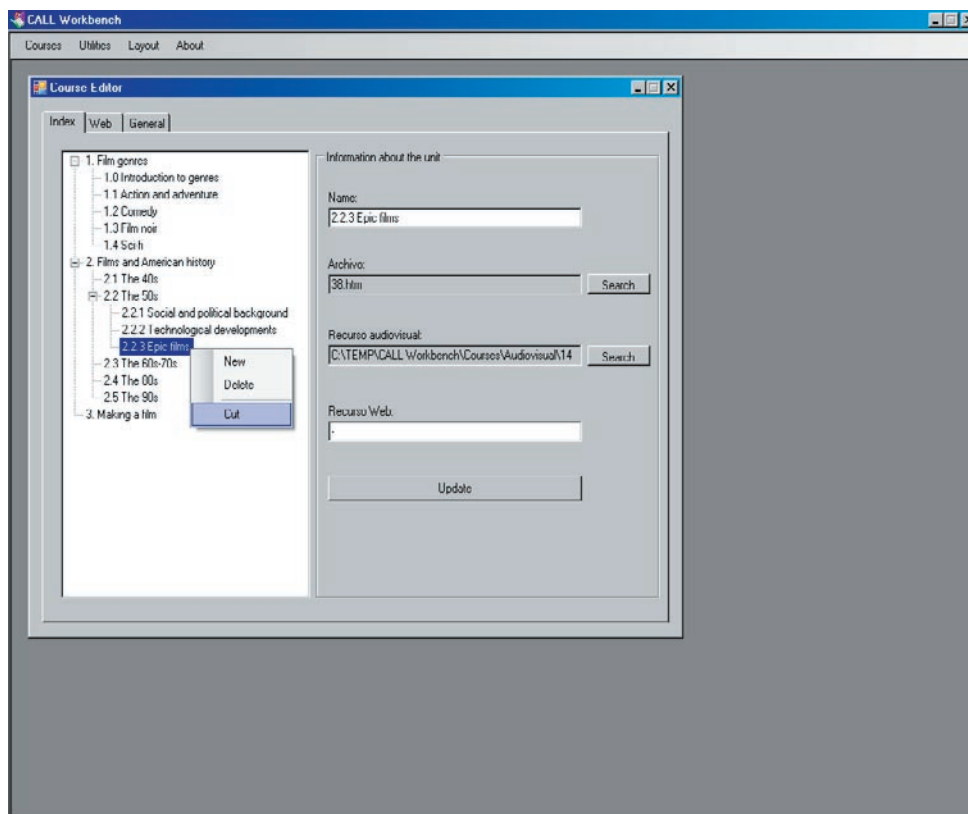 CALL Workbench
Courses Utilities Layout About
Course Editor
Index Web General
1. Film genres
1.0 Introduction to genres
1.1 Action and adventure
1.2 Comedy
1.3 Film noir
1.4 Sci-fi
2. Films and American history
2.1 The 40s
2.2 The 50s
2.2.1 Social and political background
2.2.2 Technological developments
2.2.3 Epic films
2.3 The 60s-70s
2.4 The 80s
2.5 The 90s
3. Making a film
New
Delete
Cut
Information about the unit
Name:
2.2.3 Epic films
Archivo:
38.htm
Search
Recurso audiovisual:
C:\TEMP\CALL Workbench\Courses\Audiovisual\14
Search
Recurso Web:
-
Update